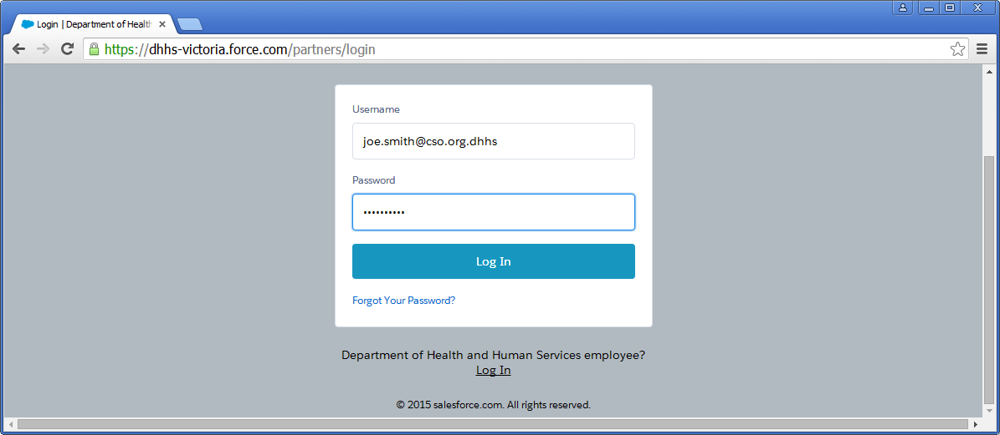 Login | Department of Health
https://dhhs-victoria.force.com/partners/login
Username
joe.smith@cso.org.dhhs
Password
••••••••••
Log In
Forgot Your Password?
Department of Health and Human Services employee?
Log In
© 2015 salesforce.com. All rights reserved.